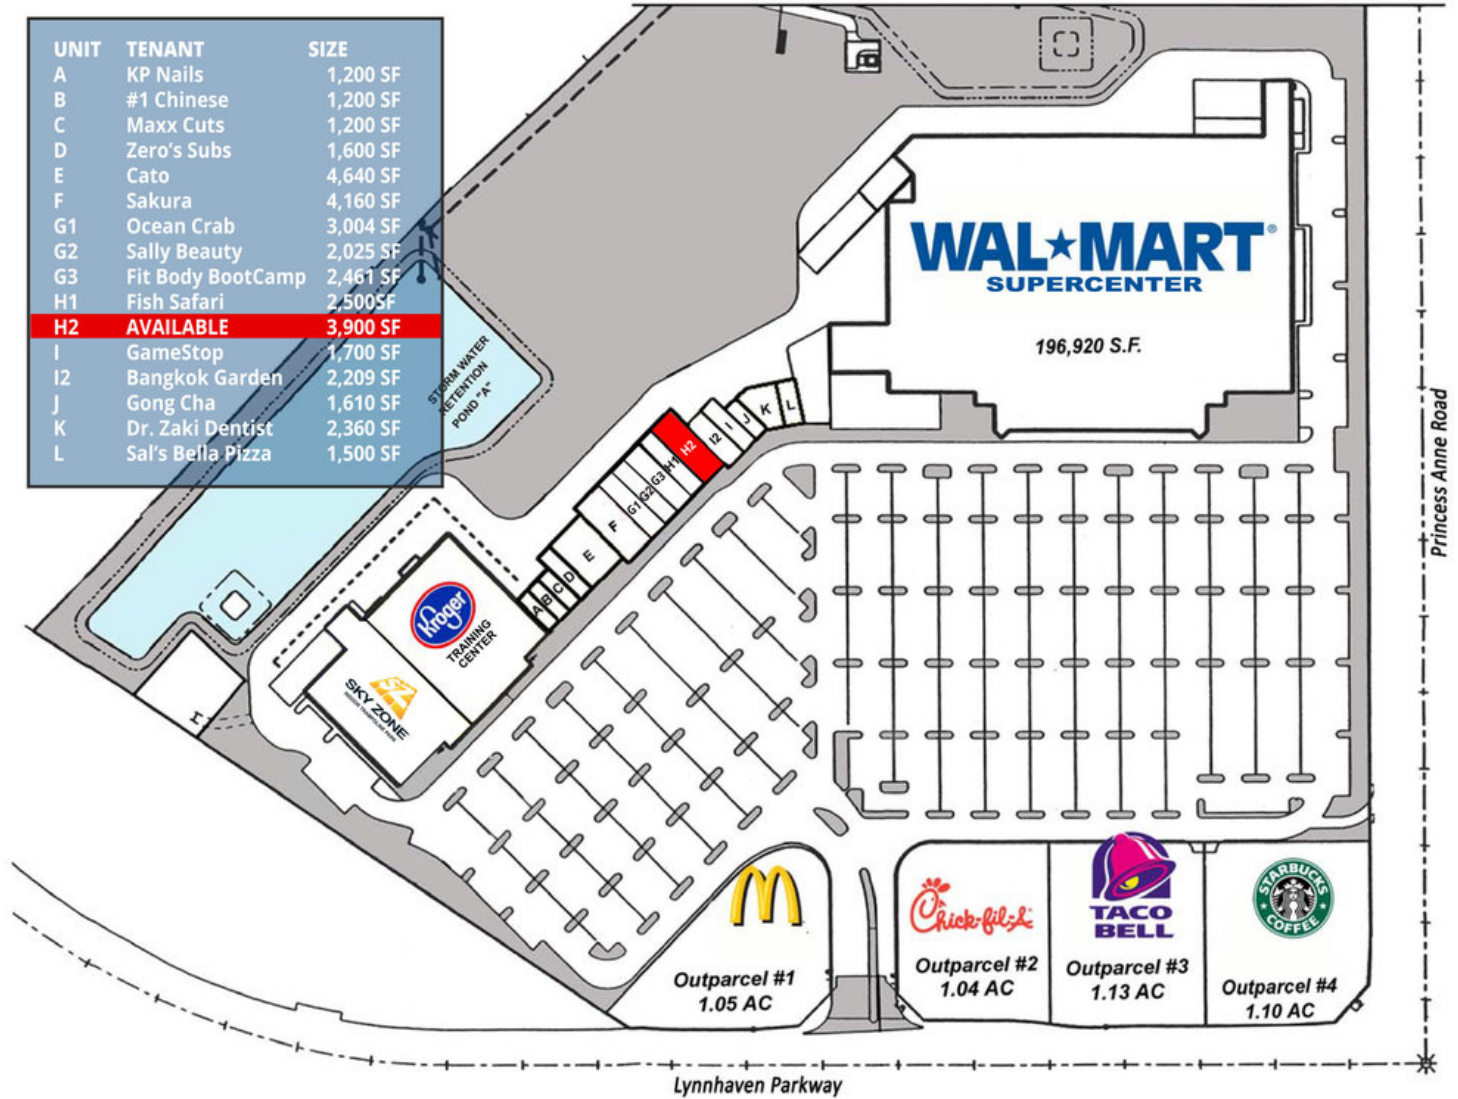 UNIT TENANT SIZE
A KP Nails 1,200 SF
B #1 Chinese 1,200 SF
C Maxx Cuts 1,200 SF
D Zero's Subs 1,600 SF
E Cato 4,640 SF
F Sakura 4,160 SF
G1 Ocean Crab 3,004 SF
G2 Sally Beauty 2,025 SF
G3 Fit Body BootCamp 2,461 SF
H1 Fish Safari 2,500SF
H2 AVAILABLE 3,900 SF
I GameStop 1,700 SF
I2 Bangkok Garden 2,209 SF
J Gong Cha 1,610 SF
K Dr. Zaki Dentist 2,360 SF
L Sal's Bella Pizza 1,500 SF
STORM WATER
RETENTION
POND "A"
WAL★MART®
SUPERCENTER
196,920 S.F.
A
B
C
D
E
F
G1
G2
G3
H1
H2
I2
I
J
K
L
Kroger
TRAINING
CENTER
SZ
SKY ZONE
INDOOR TRAMPOLINE PARK
Princess Anne Road
M
Outparcel #1
1.05 AC
Chick-fil-A
Outparcel #2
1.04 AC
TACO
BELL
Outparcel #3
1.13 AC
STARBUCKS
COFFEE
Outparcel #4
1.10 AC
Lynnhaven Parkway